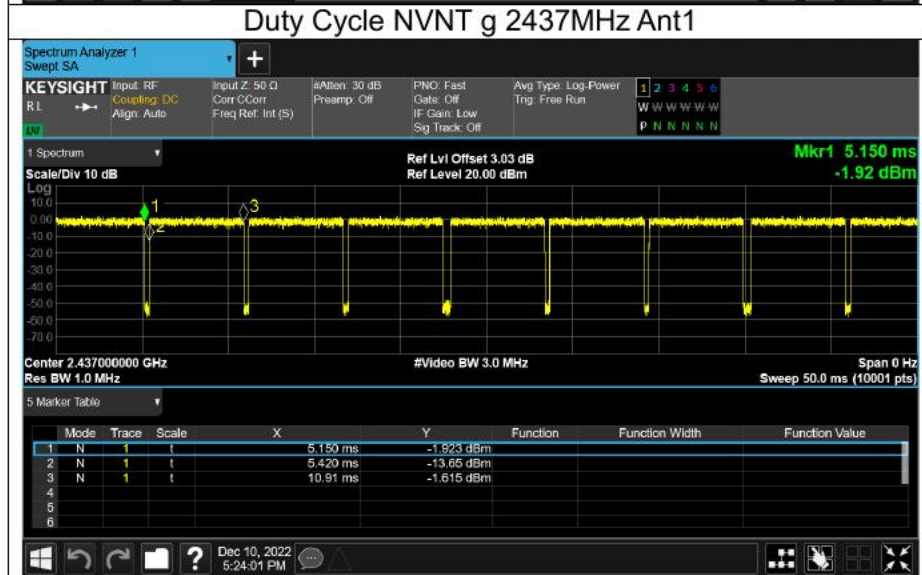 Duty Cycle NVNT g 2437MHz Ant1
Spectrum Analyzer 1
Swept SA
+
KEYSIGHT Input: RF Input Z: 50 Ω #Atten: 30 dB PNO: Fast Avg Type: Log-Power 1 2 3 4 5 6
RL Coupling: DC Corr CCorr Preamp: Off Gate: Off Trig: Free Run W W W W W W
Align: Auto Freq Ref: Int (S) IF Gain: Low
LXI Sig Track: Off P N N N N N
1 Spectrum Ref Lvl Offset 3.03 dB Mkr1 5.150 ms
Scale/Div 10 dB Ref Level 20.00 dBm -1.92 dBm
Log
10.0
0.00
-10.0
-20.0
-30.0
-40.0
-50.0
-60.0
-70.0
1
2
3
Center 2.437000000 GHz #Video BW 3.0 MHz Span 0 Hz
Res BW 1.0 MHz Sweep 50.0 ms (10001 pts)
5 Marker Table
Mode Trace Scale X Y Function Function Width Function Value
1 N 1 t 5.150 ms -1.923 dBm
2 N 1 t 5.420 ms -13.65 dBm
3 N 1 t 10.91 ms -1.615 dBm
4
5
6
? Dec 10, 2022
5:24:01 PM